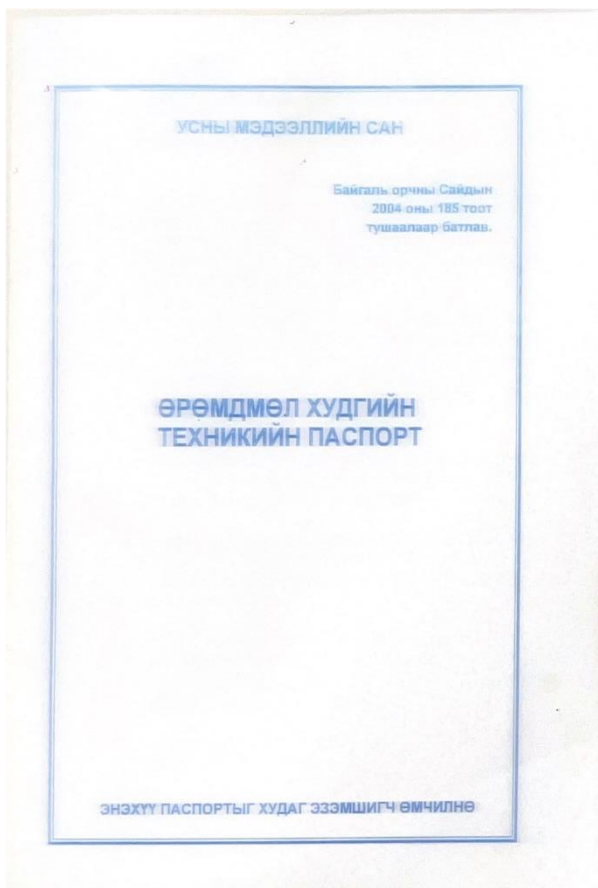 УСНЫ МЭДЭЭЛЛИЙН САН
Байгаль орчны Сайдын
2004 оны 185 тоот
тушаалаар батлав.
ӨРӨМДМӨЛ ХУДГИЙН
ТЕХНИКИЙН ПАСПОРТ
ЭНЭХҮҮ ПАСПОРТЫГ ХУДАГ ЭЗЭМШИГЧ ӨМЧИЛНӨ